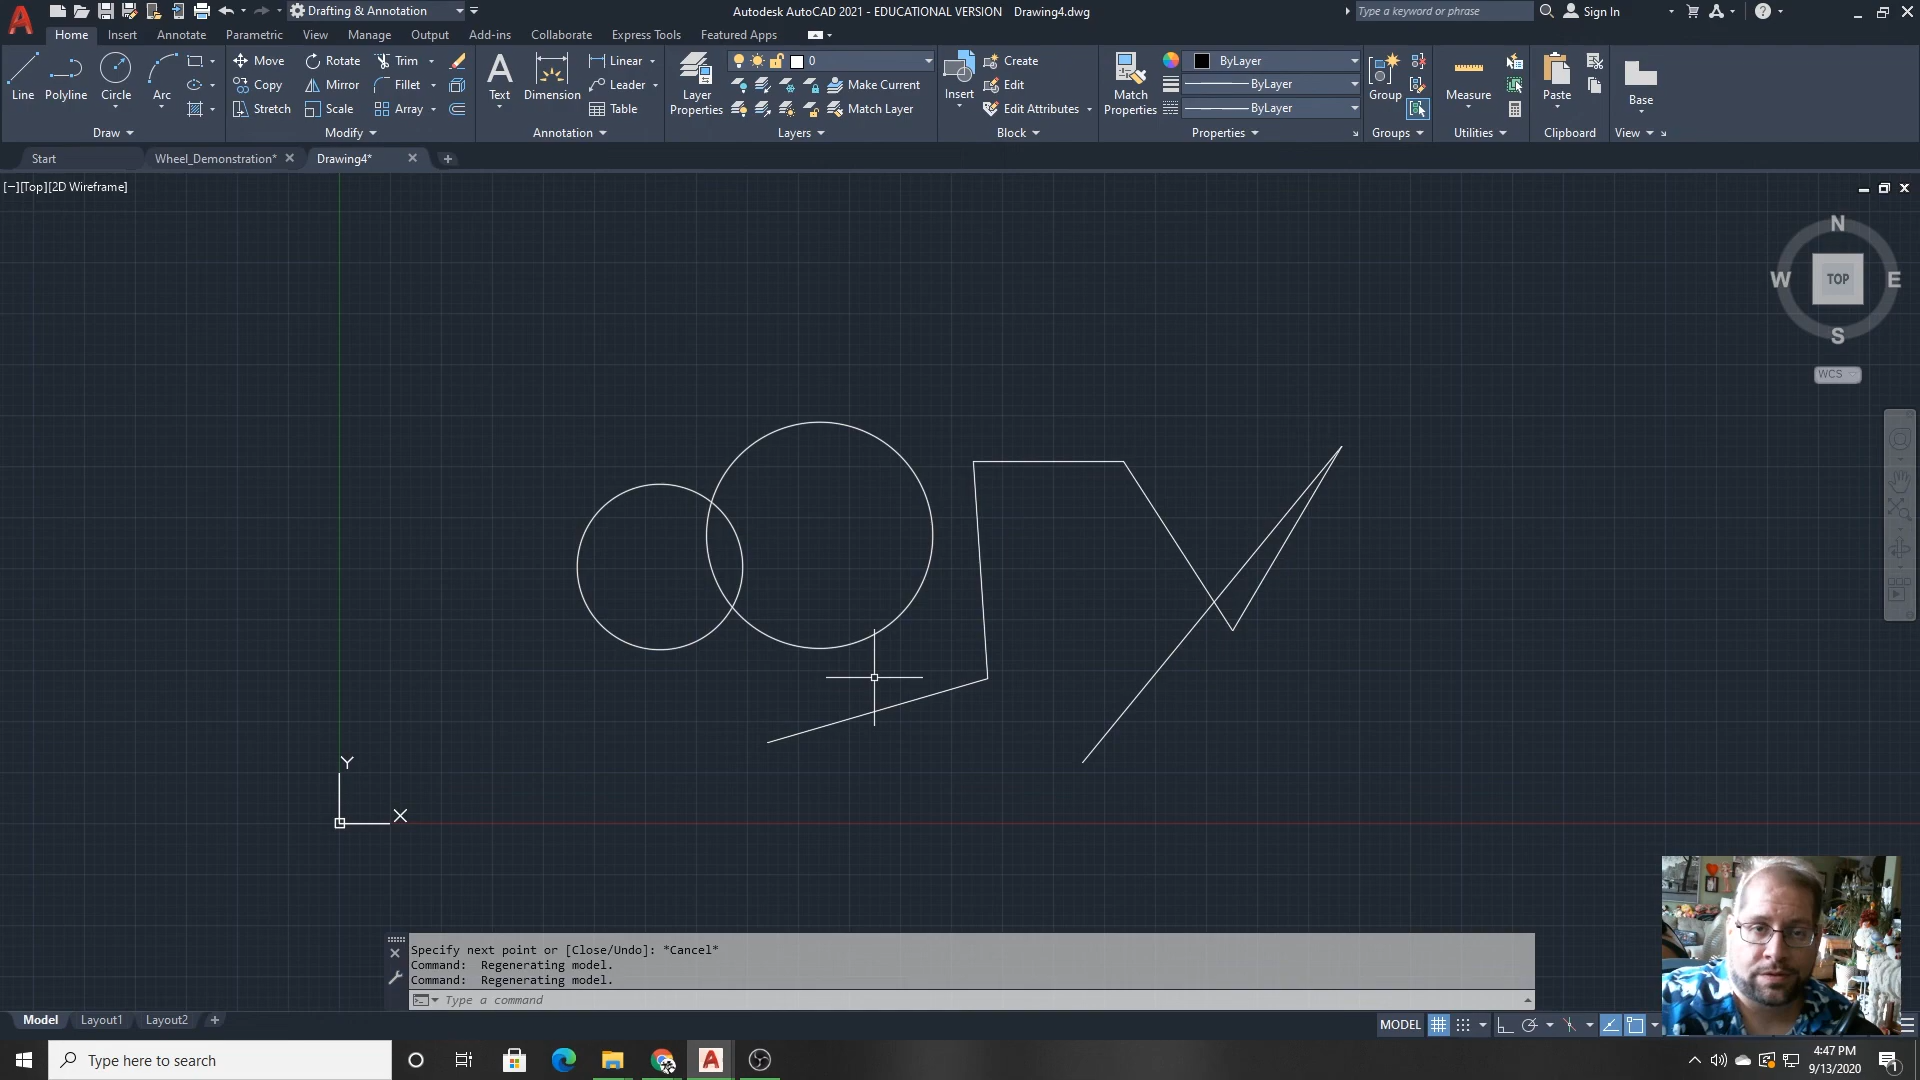 Drafting & Annotation
Autodesk AutoCAD 2021 - EDUCATIONAL VERSION Drawing4.dwg
Type a keyword or phrase
Sign In
Home Insert Annotate Parametric View Manage Output Add-ins Collaborate Express Tools Featured Apps
Line Polyline Circle Arc
Move Rotate Trim
Copy Mirror Fillet
Stretch Scale Array
Text Dimension
Linear
Leader
Table
Layer Properties
0
Make Current
Match Layer
Insert
Create
Edit
Edit Attributes
Match Properties
ByLayer
ByLayer
ByLayer
Group
Measure
Paste
Base
Draw Modify Annotation Layers Block Properties Groups Utilities Clipboard View
Start Wheel_Demonstration* Drawing4*
[−][Top][2D Wireframe]
N
W TOP E
S
WCS
Y
X
Specify next point or [Close/Undo]: *Cancel*
Command: Regenerating model.
Command: Regenerating model.
Type a command
Model Layout1 Layout2
MODEL
Type here to search
4:47 PM
9/13/2020
1